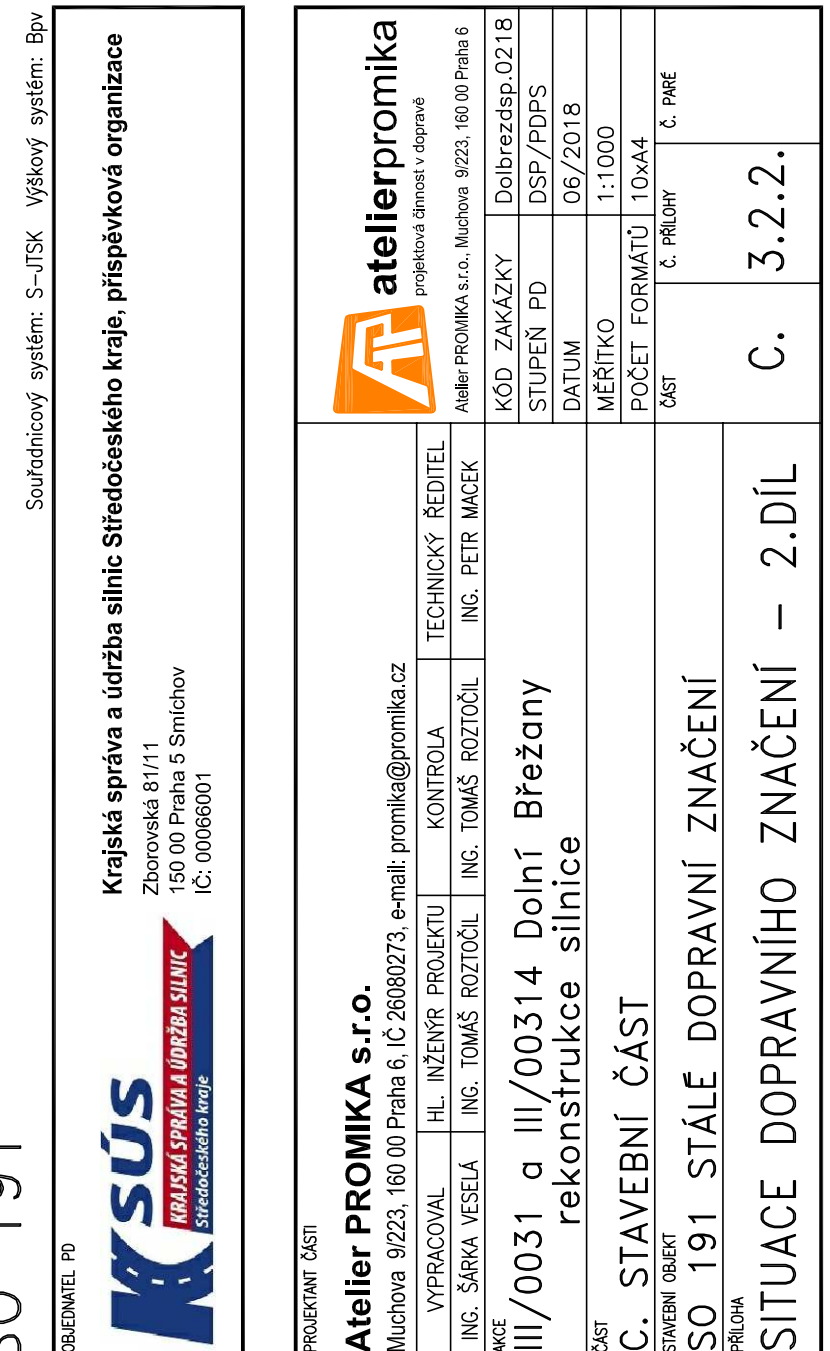 SO 191
Souřadnicový systém: S-JTSK Výškový systém: Bpv
OBJEDNATEL PD
KSÚS
KRAJSKÁ SPRÁVA A ÚDRŽBA SILNIC
Středočeského kraje
Krajská správa a údržba silnic Středočeského kraje, příspěvková organizace
Zborovská 81/11
150 00 Praha 5 Smíchov
IČ: 00066001
PROJEKTANT ČÁSTI
Atelier PROMIKA s.r.o.
Muchova 9/223, 160 00 Praha 6, IČ 26080273, e-mail: promika@promika.cz
VYPRACOVAL HL. INŽENÝR PROJEKTU KONTROLA TECHNICKÝ ŘEDITEL
ING. ŠÁRKA VESELÁ ING. TOMÁŠ ROZTOČIL ING. TOMÁŠ ROZTOČIL ING. PETR MACEK
atelierpromika
projektová činnost v dopravě
Atelier PROMIKA s.r.o., Muchova 9/223, 160 00 Praha 6
AKCE
III/0031 a III/00314 Dolní Břežany
rekonstrukce silnice
KÓD ZAKÁZKY Dolbrezdsp.0218
STUPEŇ PD DSP/PDPS
DATUM 06/2018
MĚŘÍTKO 1:1000
POČET FORMÁTŮ 10xA4
ČÁST
C. STAVEBNÍ ČÁST
STAVEBNÍ OBJEKT
SO 191 STÁLÉ DOPRAVNÍ ZNAČENÍ
PŘÍLOHA
SITUACE DOPRAVNÍHO ZNAČENÍ – 2.DÍL
ČÁST Č. PŘÍLOHY Č. PARÉ
C. 3.2.2.